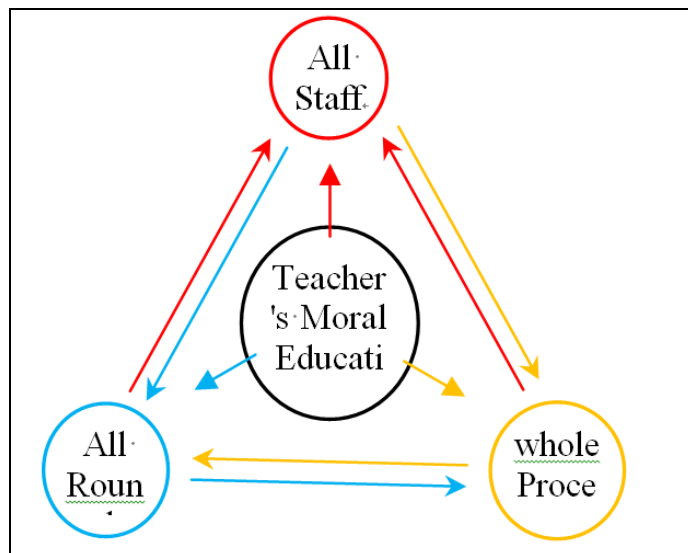 All
Staff
Teacher
's Moral
Educati
All
Roun
whole
Proce